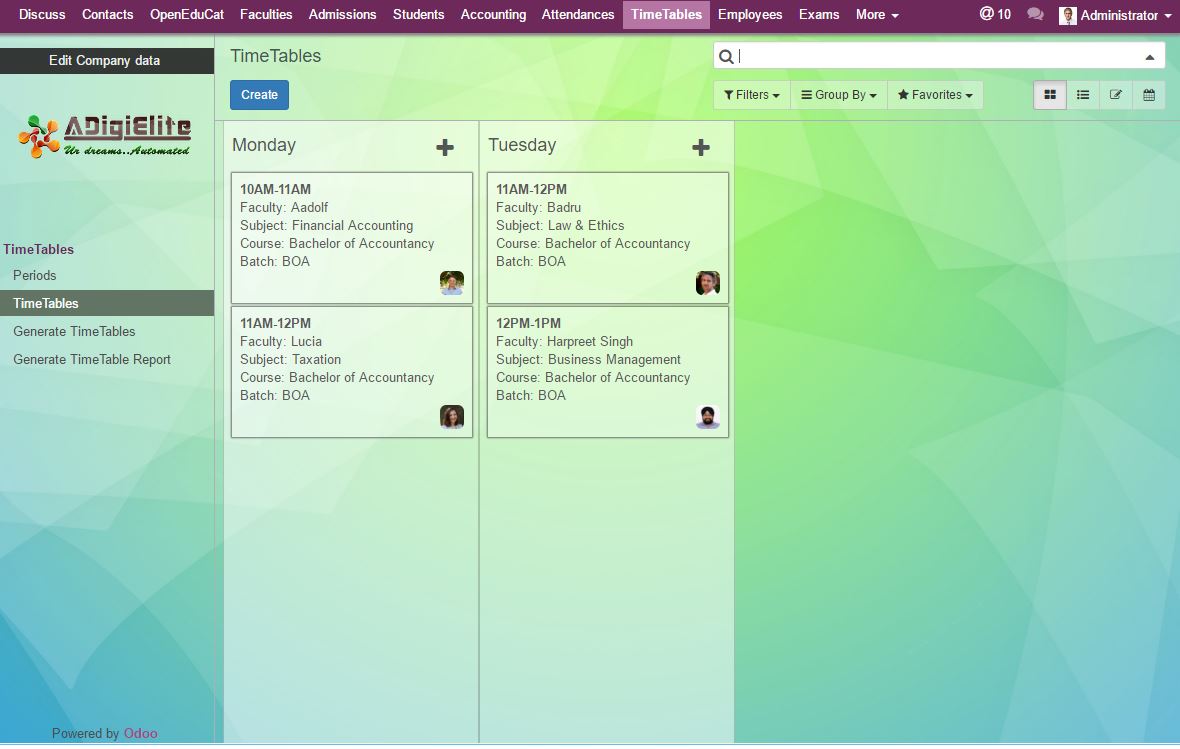 Discuss Contacts OpenEduCat Faculties Admissions Students Accounting Attendances TimeTables Employees Exams More @ 10 Administrator
Edit Company data
ADigiElite
Ur dreams..Automated
TimeTables
Periods
TimeTables
Generate TimeTables
Generate TimeTable Report
Powered by Odoo
TimeTables
Create
Filters Group By Favorites
Monday
10AM-11AM
Faculty: Aadolf
Subject: Financial Accounting
Course: Bachelor of Accountancy
Batch: BOA
11AM-12PM
Faculty: Lucia
Subject: Taxation
Course: Bachelor of Accountancy
Batch: BOA
Tuesday
11AM-12PM
Faculty: Badru
Subject: Law & Ethics
Course: Bachelor of Accountancy
Batch: BOA
12PM-1PM
Faculty: Harpreet Singh
Subject: Business Management
Course: Bachelor of Accountancy
Batch: BOA